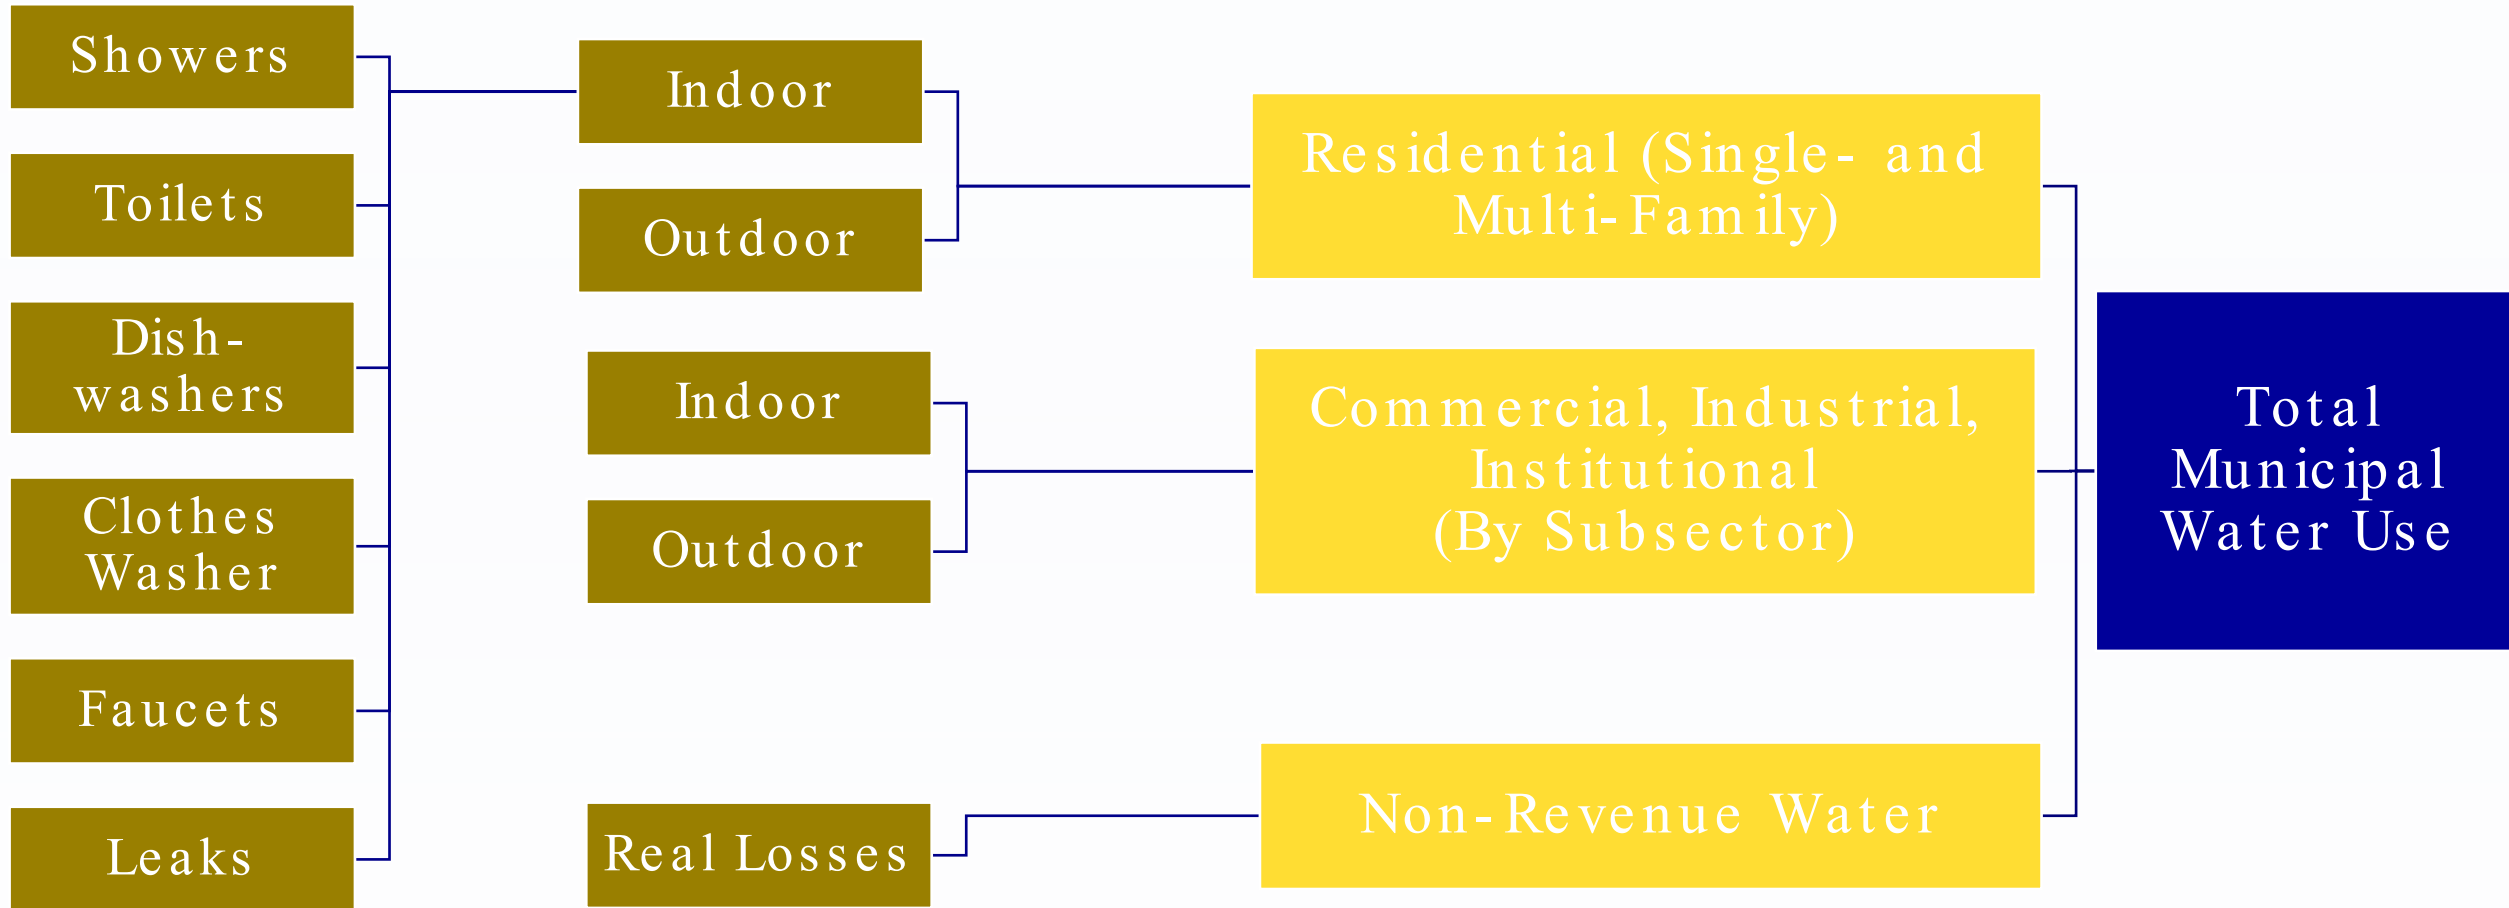 Showers
Toilets
Dish-
washers
Clothes
Washer
Faucets
Leaks
Indoor
Outdoor
Indoor
Outdoor
Real Losses
Residential (Single- and
Multi-Family)
Commercial, Industrial,
Institutional
(By Subsector)
Non-Revenue Water
Total
Municipal
Water Use